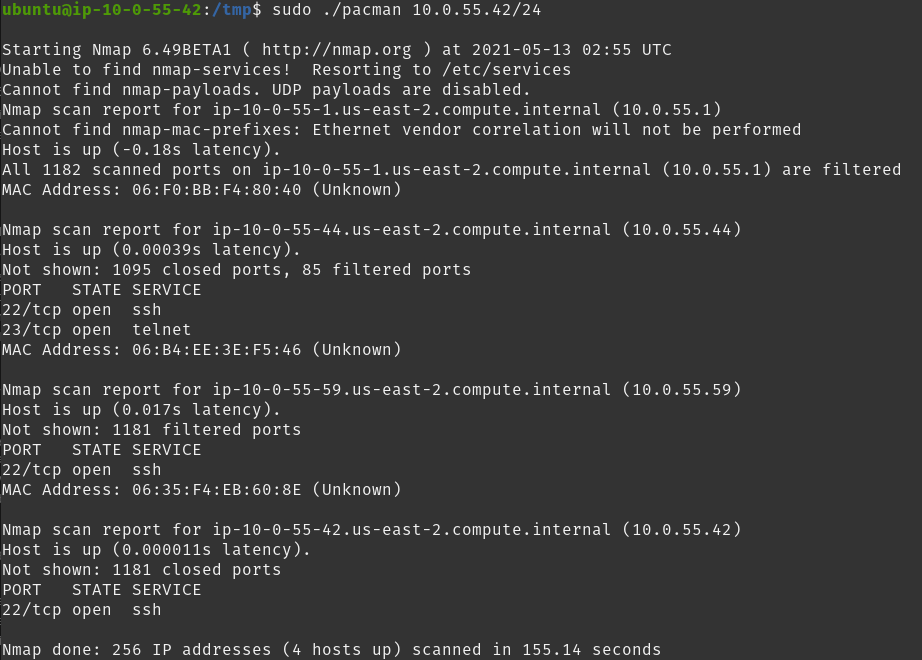 ubuntu@ip-10-0-55-42:/tmp$ sudo ./pacman 10.0.55.42/24
Starting Nmap 6.49BETA1 ( http://nmap.org ) at 2021-05-13 02:55 UTC
Unable to find nmap-services!  Resorting to /etc/services
Cannot find nmap-payloads. UDP payloads are disabled.
Nmap scan report for ip-10-0-55-1.us-east-2.compute.internal (10.0.55.1)
Cannot find nmap-mac-prefixes: Ethernet vendor correlation will not be performed
Host is up (-0.18s latency).
All 1182 scanned ports on ip-10-0-55-1.us-east-2.compute.internal (10.0.55.1) are filtered
MAC Address: 06:F0:BB:F4:80:40 (Unknown)
Nmap scan report for ip-10-0-55-44.us-east-2.compute.internal (10.0.55.44)
Host is up (0.00039s latency).
Not shown: 1095 closed ports, 85 filtered ports
PORT   STATE SERVICE
22/tcp open  ssh
23/tcp open  telnet
MAC Address: 06:B4:EE:3E:F5:46 (Unknown)
Nmap scan report for ip-10-0-55-59.us-east-2.compute.internal (10.0.55.59)
Host is up (0.017s latency).
Not shown: 1181 filtered ports
PORT   STATE SERVICE
22/tcp open  ssh
MAC Address: 06:35:F4:EB:60:8E (Unknown)
Nmap scan report for ip-10-0-55-42.us-east-2.compute.internal (10.0.55.42)
Host is up (0.000011s latency).
Not shown: 1181 closed ports
PORT   STATE SERVICE
22/tcp open  ssh
Nmap done: 256 IP addresses (4 hosts up) scanned in 155.14 seconds